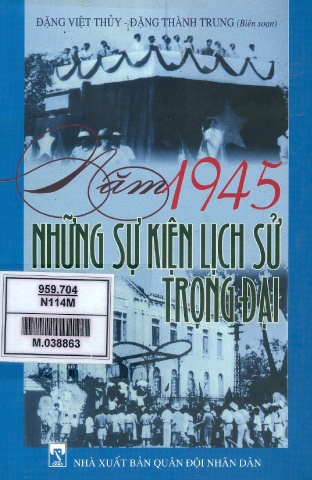 ĐẶNG VIỆT THỦY - ĐẶNG THÀNH TRUNG (Biên soạn)
Năm 1945
NHỮNG SỰ KIỆN LỊCH SỬ
TRỌNG ĐẠI
959.704
N114M
M.038863
NHÀ XUẤT BẢN QUÂN ĐỘI NHÂN DÂN